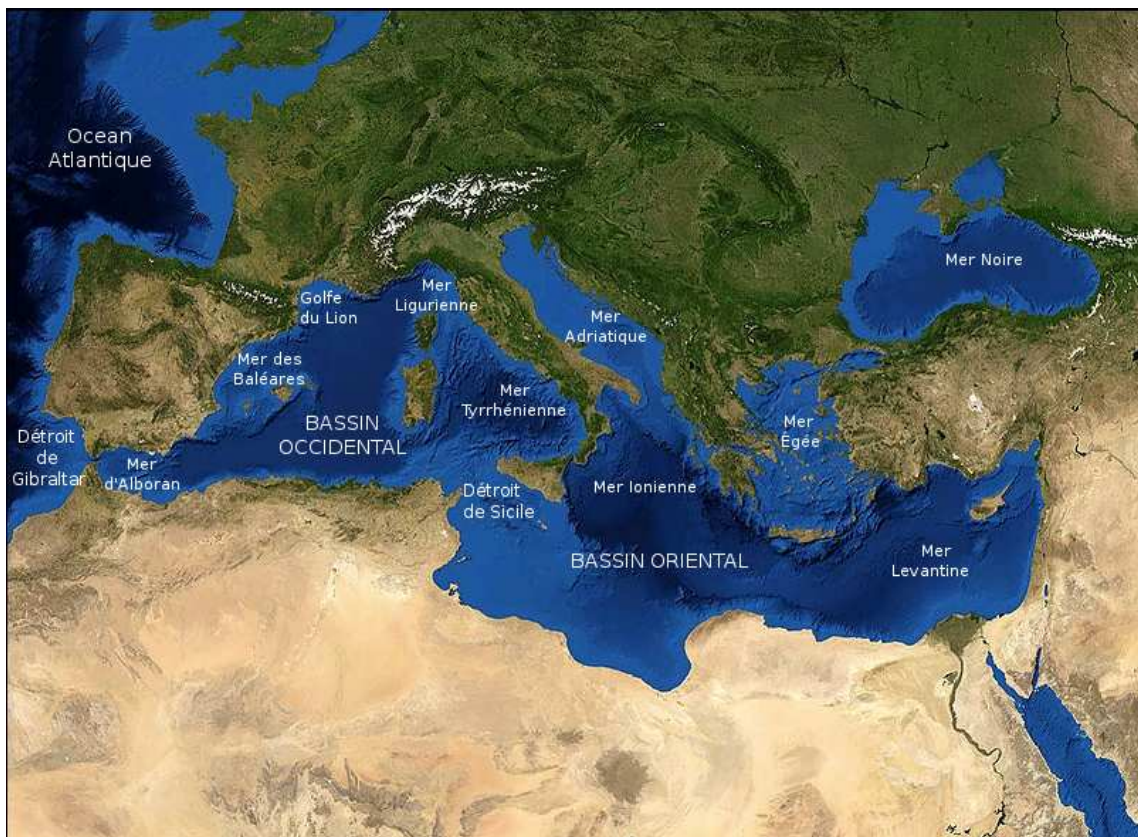 Ocean
Atlantique
Mer Noire
Golfe
du Lion
Mer
Ligurienne
Mer
Adriatique
Mer des
Baléares
Mer
Tyrrhénienne
BASSIN
OCCIDENTAL
Mer
Égée
Détroit
de
Gibraltar
Mer
d'Alboran
Détroit
de Sicile
Mer Ionienne
BASSIN ORIENTAL
Mer
Levantine